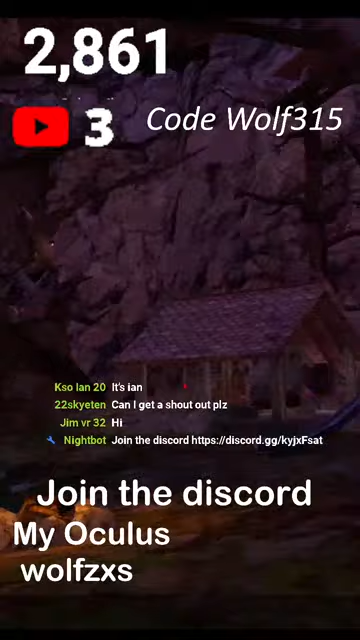 2,861
3
Code Wolf315
Kso Ian 20 It's ian
22skyeten Can I get a shout out plz
Jim vr 32 Hi
Nightbot Join the discord https://discord.gg/kyjxFsat
Join the discord
My Oculus
wolfzxs